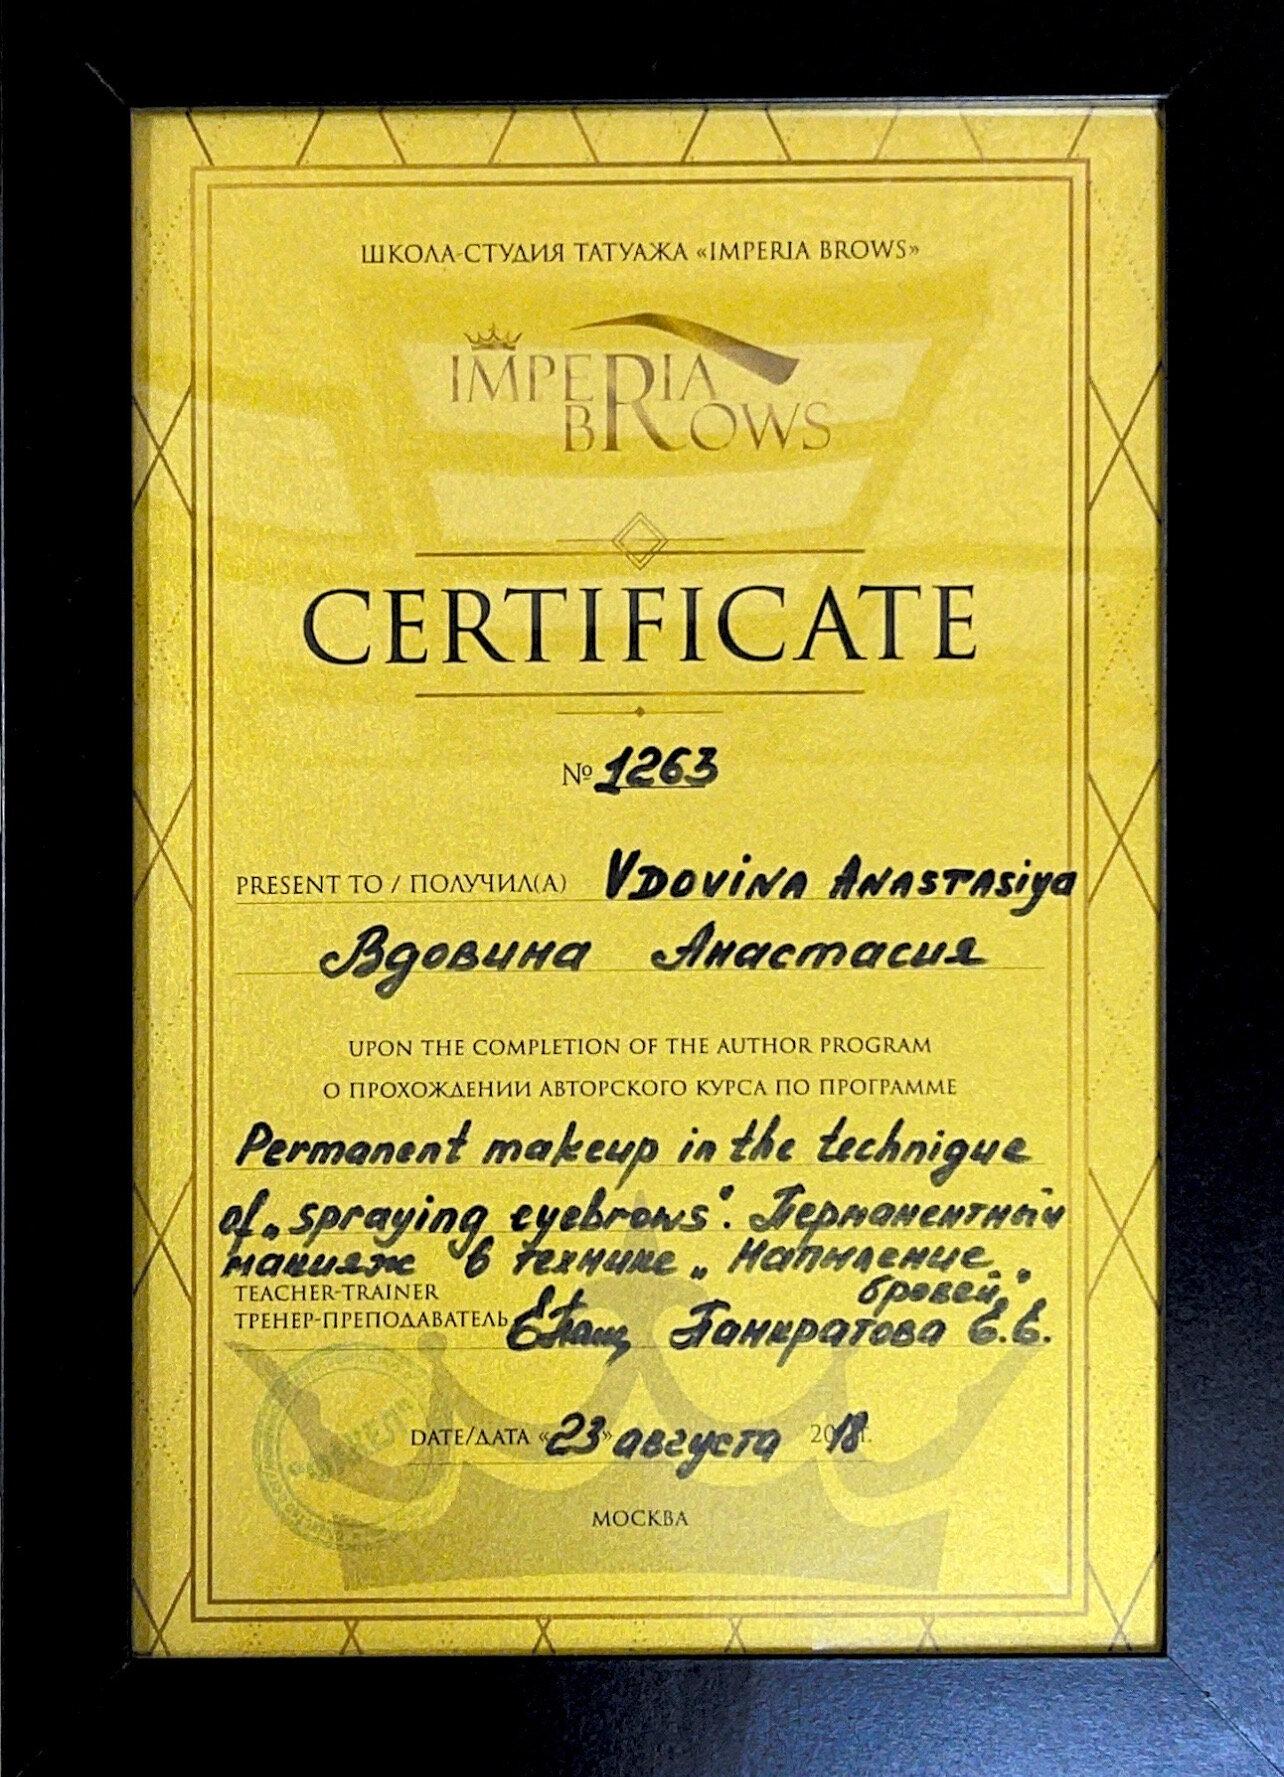 ШКОЛА-СТУДИЯ ТАТУАЖА «IMPERIA BROWS»
IMPERIA
BROWS
CERTIFICATE
№ 1263
PRESENT TO / ПОЛУЧИЛ(А) VDOVINA ANASTASiya
Вдовина Анастасия
UPON THE COMPLETION OF THE AUTHOR PROGRAM
О ПРОХОЖДЕНИИ АВТОРСКОГО КУРСА ПО ПРОГРАММЕ
Permanent makeup in the technique
of „spraying eyebrows". Перманентный
макияж в технике „Напыление
бровей"
TEACHER-TRAINER
ТРЕНЕР-ПРЕПОДАВАТЕЛЬ Панкратова Е.Е.
DATE/ДАТА «23» августа 2018г.
МОСКВА